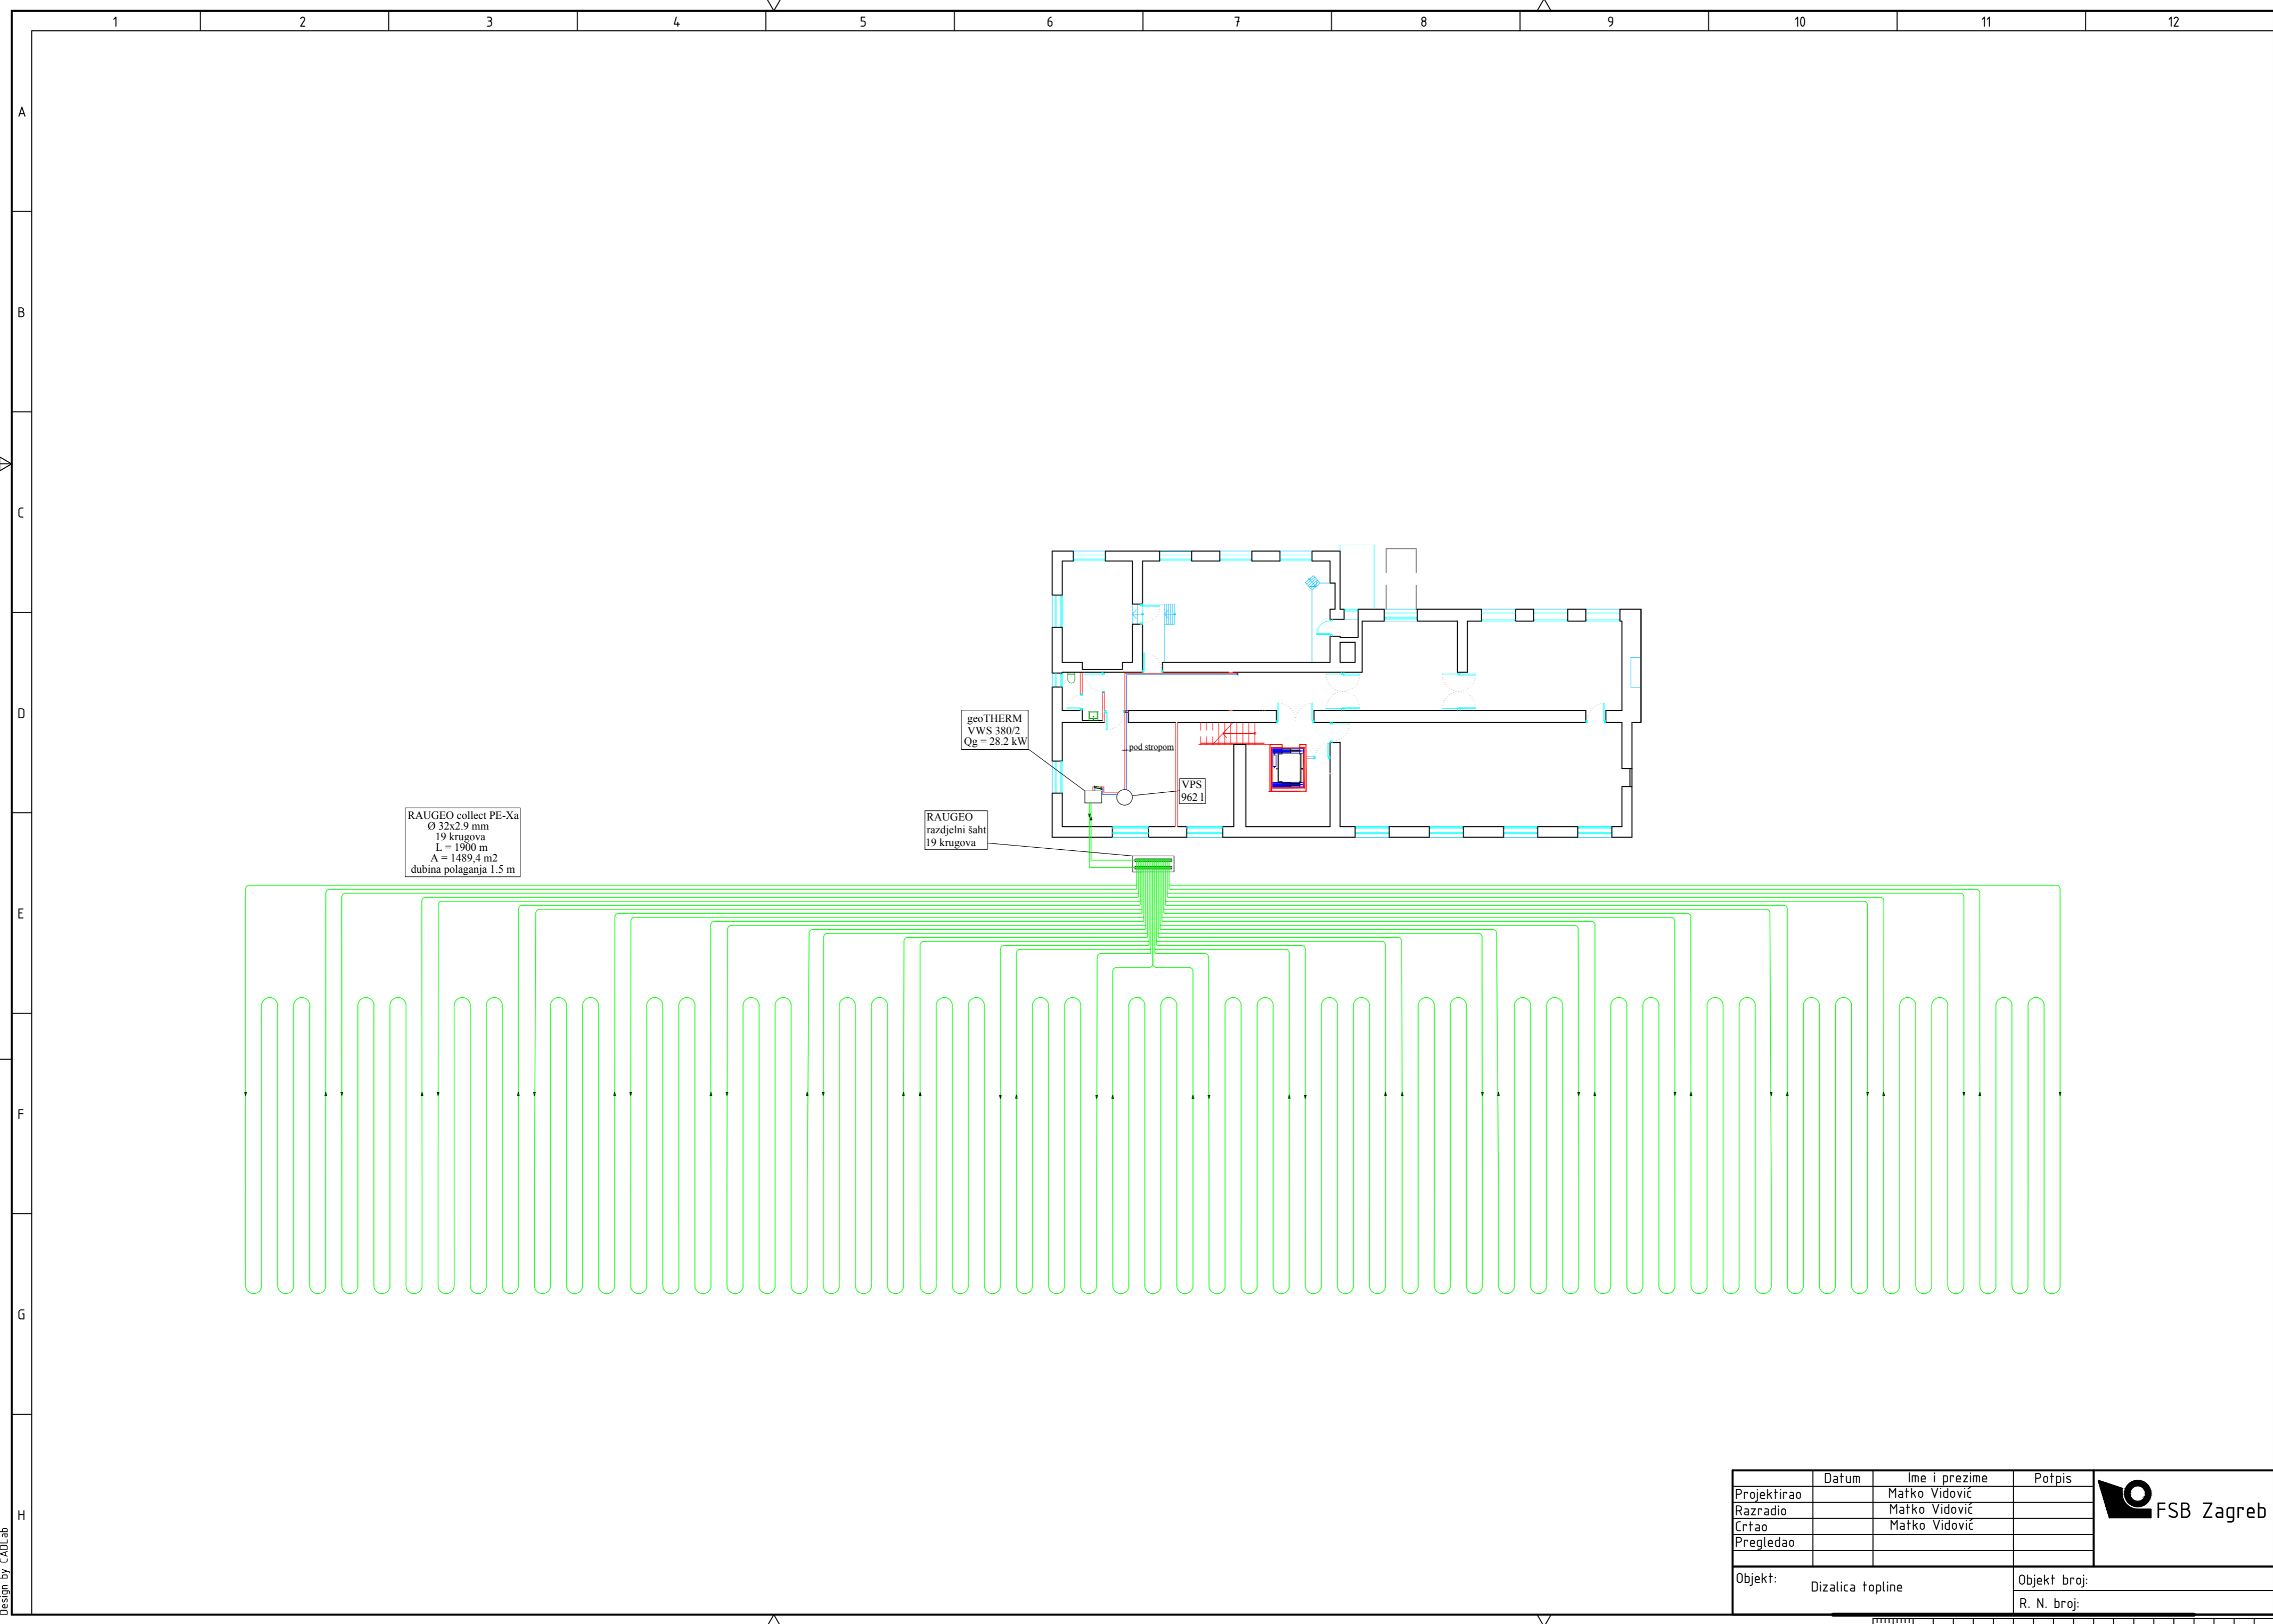 1 2 3 4 5 6 7 8 9 10 11 12
A
B
C
D
E
F
G
H
geoTHERM
VWS 380/2
Qg = 28.2 kW
pod stropom
VPS
962 l
RAUGEO collect PE-Xa
Ø 32x2.9 mm
19 krugova
L = 1900 m
A = 1489,4 m2
dubina polaganja 1.5 m
RAUGEO
razdjelni šaht
19 krugova
Design by CADLab
Datum Ime i prezime Potpis
Projektirao Matko Vidović
Razradio Matko Vidović
Crtao Matko Vidović
Pregledao
FSB Zagreb
Objekt:
Dizalica topline
Objekt broj:
R. N. broj: